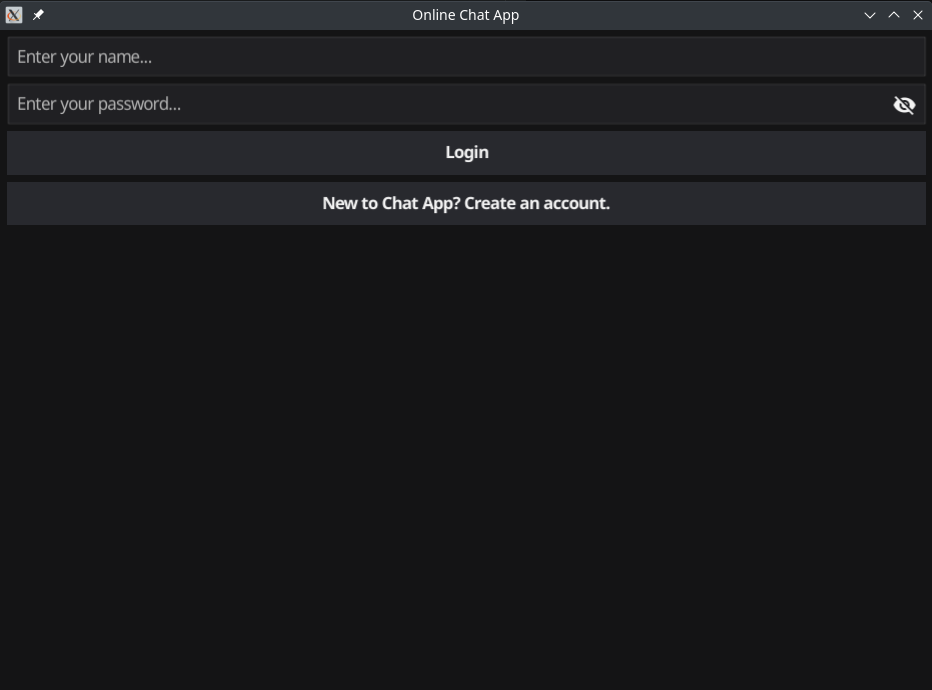 Online Chat App
Enter your name...
Enter your password...
Login
New to Chat App? Create an account.